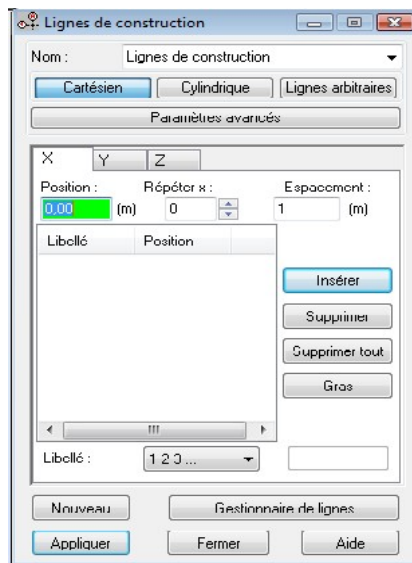 Lignes de construction
Nom : Lignes de construction
Cartésien Cylindrique Lignes arbitraires
Paramètres avancés
X Y Z
Position : Répéter x : Espacement :
0,00 (m) 0 1 (m)
Libellé Position
Insérer
Supprimer
Supprimer tout
Gras
Libellé : 1 2 3 ...
Nouveau Gestionnaire de lignes
Appliquer Fermer Aide